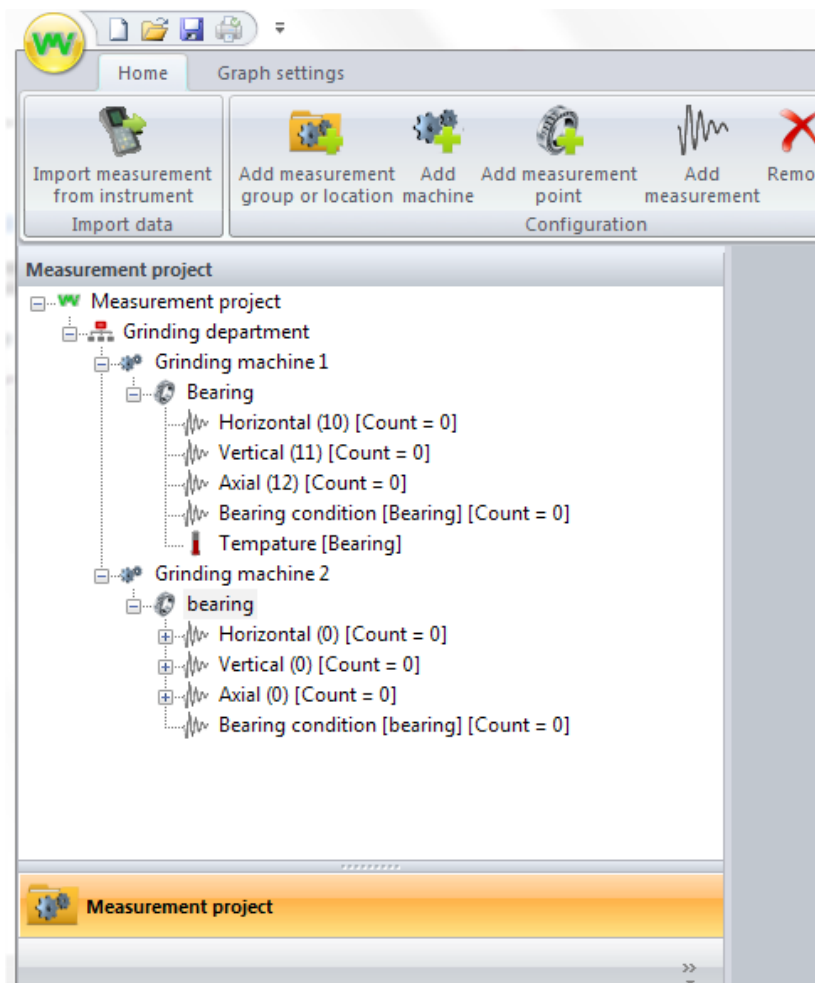 Home Graph settings
Import measurement
from instrument
Add measurement
group or location
Add
machine
Add measurement
point
Add
measurement
Remo
Import data
Configuration
Measurement project
Measurement project
Grinding department
Grinding machine 1
Bearing
Horizontal (10) [Count = 0]
Vertical (11) [Count = 0]
Axial (12) [Count = 0]
Bearing condition [Bearing] [Count = 0]
Tempature [Bearing]
Grinding machine 2
bearing
Horizontal (0) [Count = 0]
Vertical (0) [Count = 0]
Axial (0) [Count = 0]
Bearing condition [bearing] [Count = 0]
Measurement project